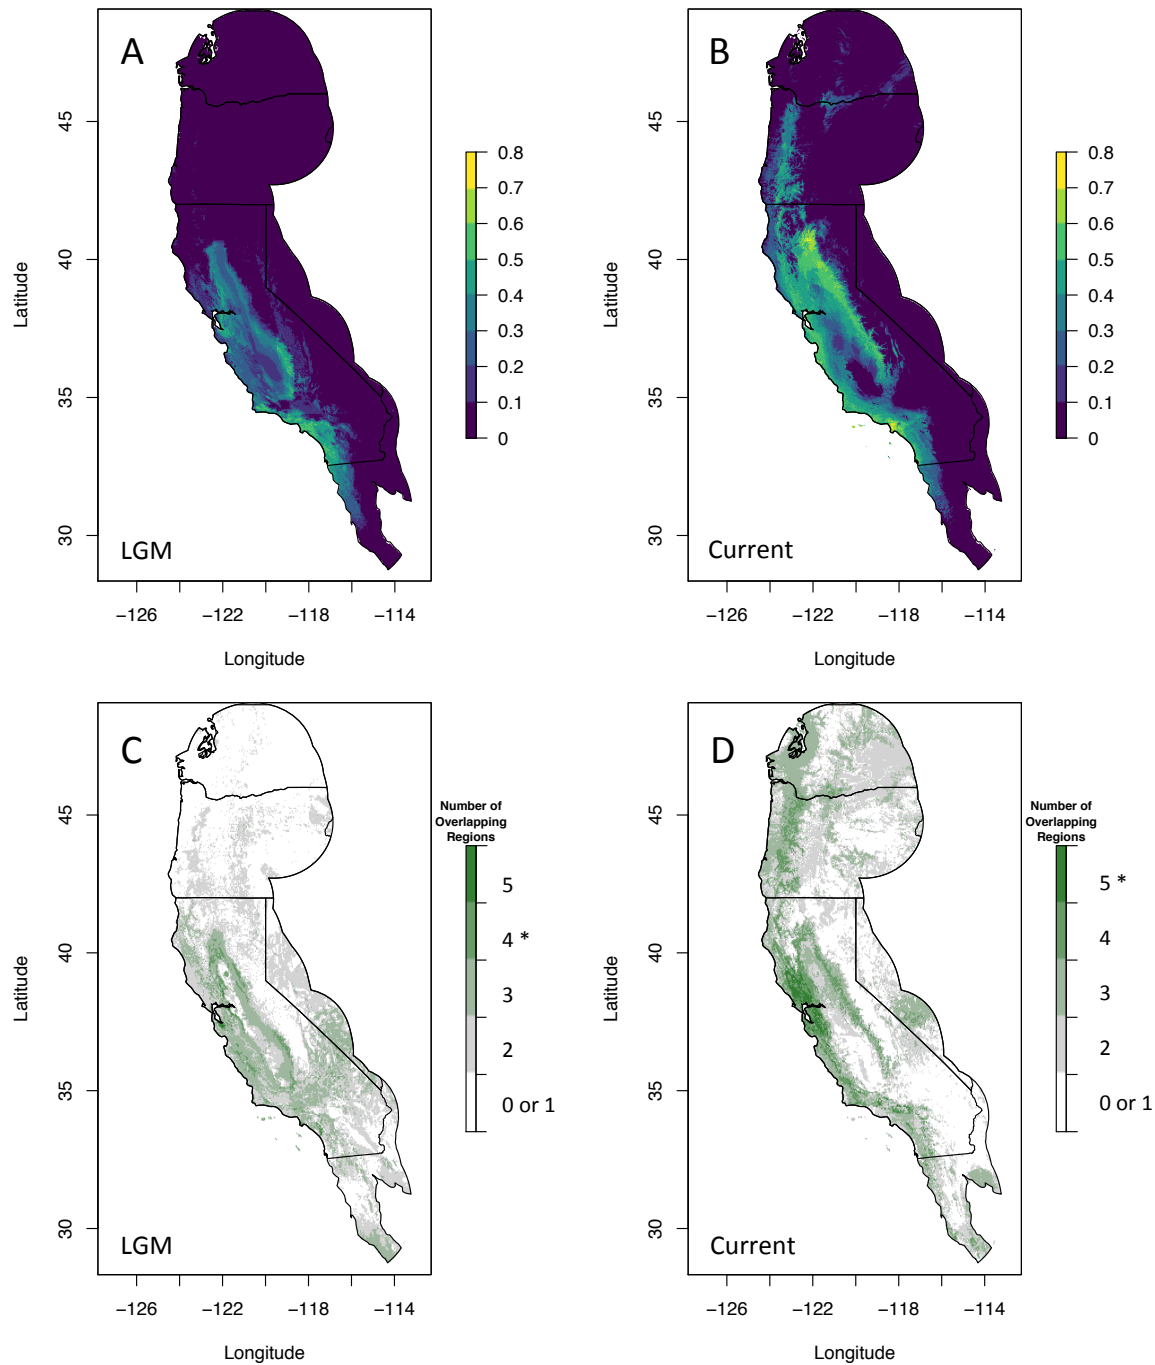 A
45
40
35
30
Latitude
LGM
−126
−122
−118
−114
Longitude
0.8
0.7
0.6
0.5
0.4
0.3
0.2
0.1
0
B
45
40
35
30
Latitude
Current
−126
−122
−118
−114
Longitude
0.8
0.7
0.6
0.5
0.4
0.3
0.2
0.1
0
C
45
40
35
30
Latitude
LGM
−126
−122
−118
−114
Longitude
Number of
Overlapping
Regions
5
4 *
3
2
0 or 1
D
45
40
35
30
Latitude
Current
−126
−122
−118
−114
Longitude
Number of
Overlapping
Regions
5 *
4
3
2
0 or 1